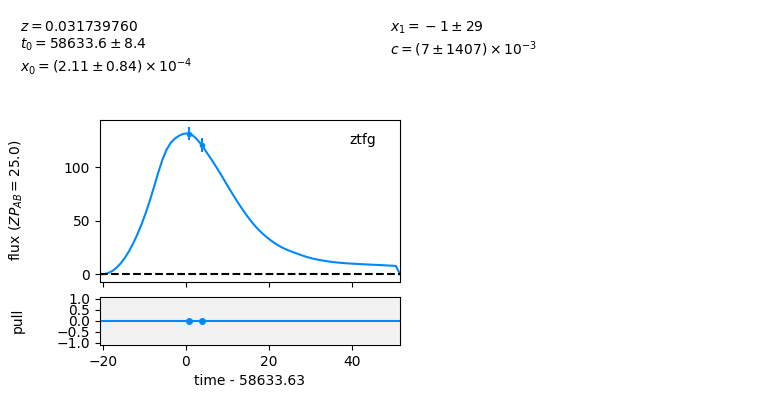 z = 0.031739760
t₀ = 58633.6 ± 8.4
x₀ = (2.11 ± 0.84) × 10⁻⁴
x₁ = − 1 ± 29
c = (7 ± 1407) × 10⁻³
ztfg
flux (ZP_AB = 25.0)
100
50
0
pull
1.0
0.5
0.0
−0.5
−1.0
−20 0 20 40
time - 58633.63